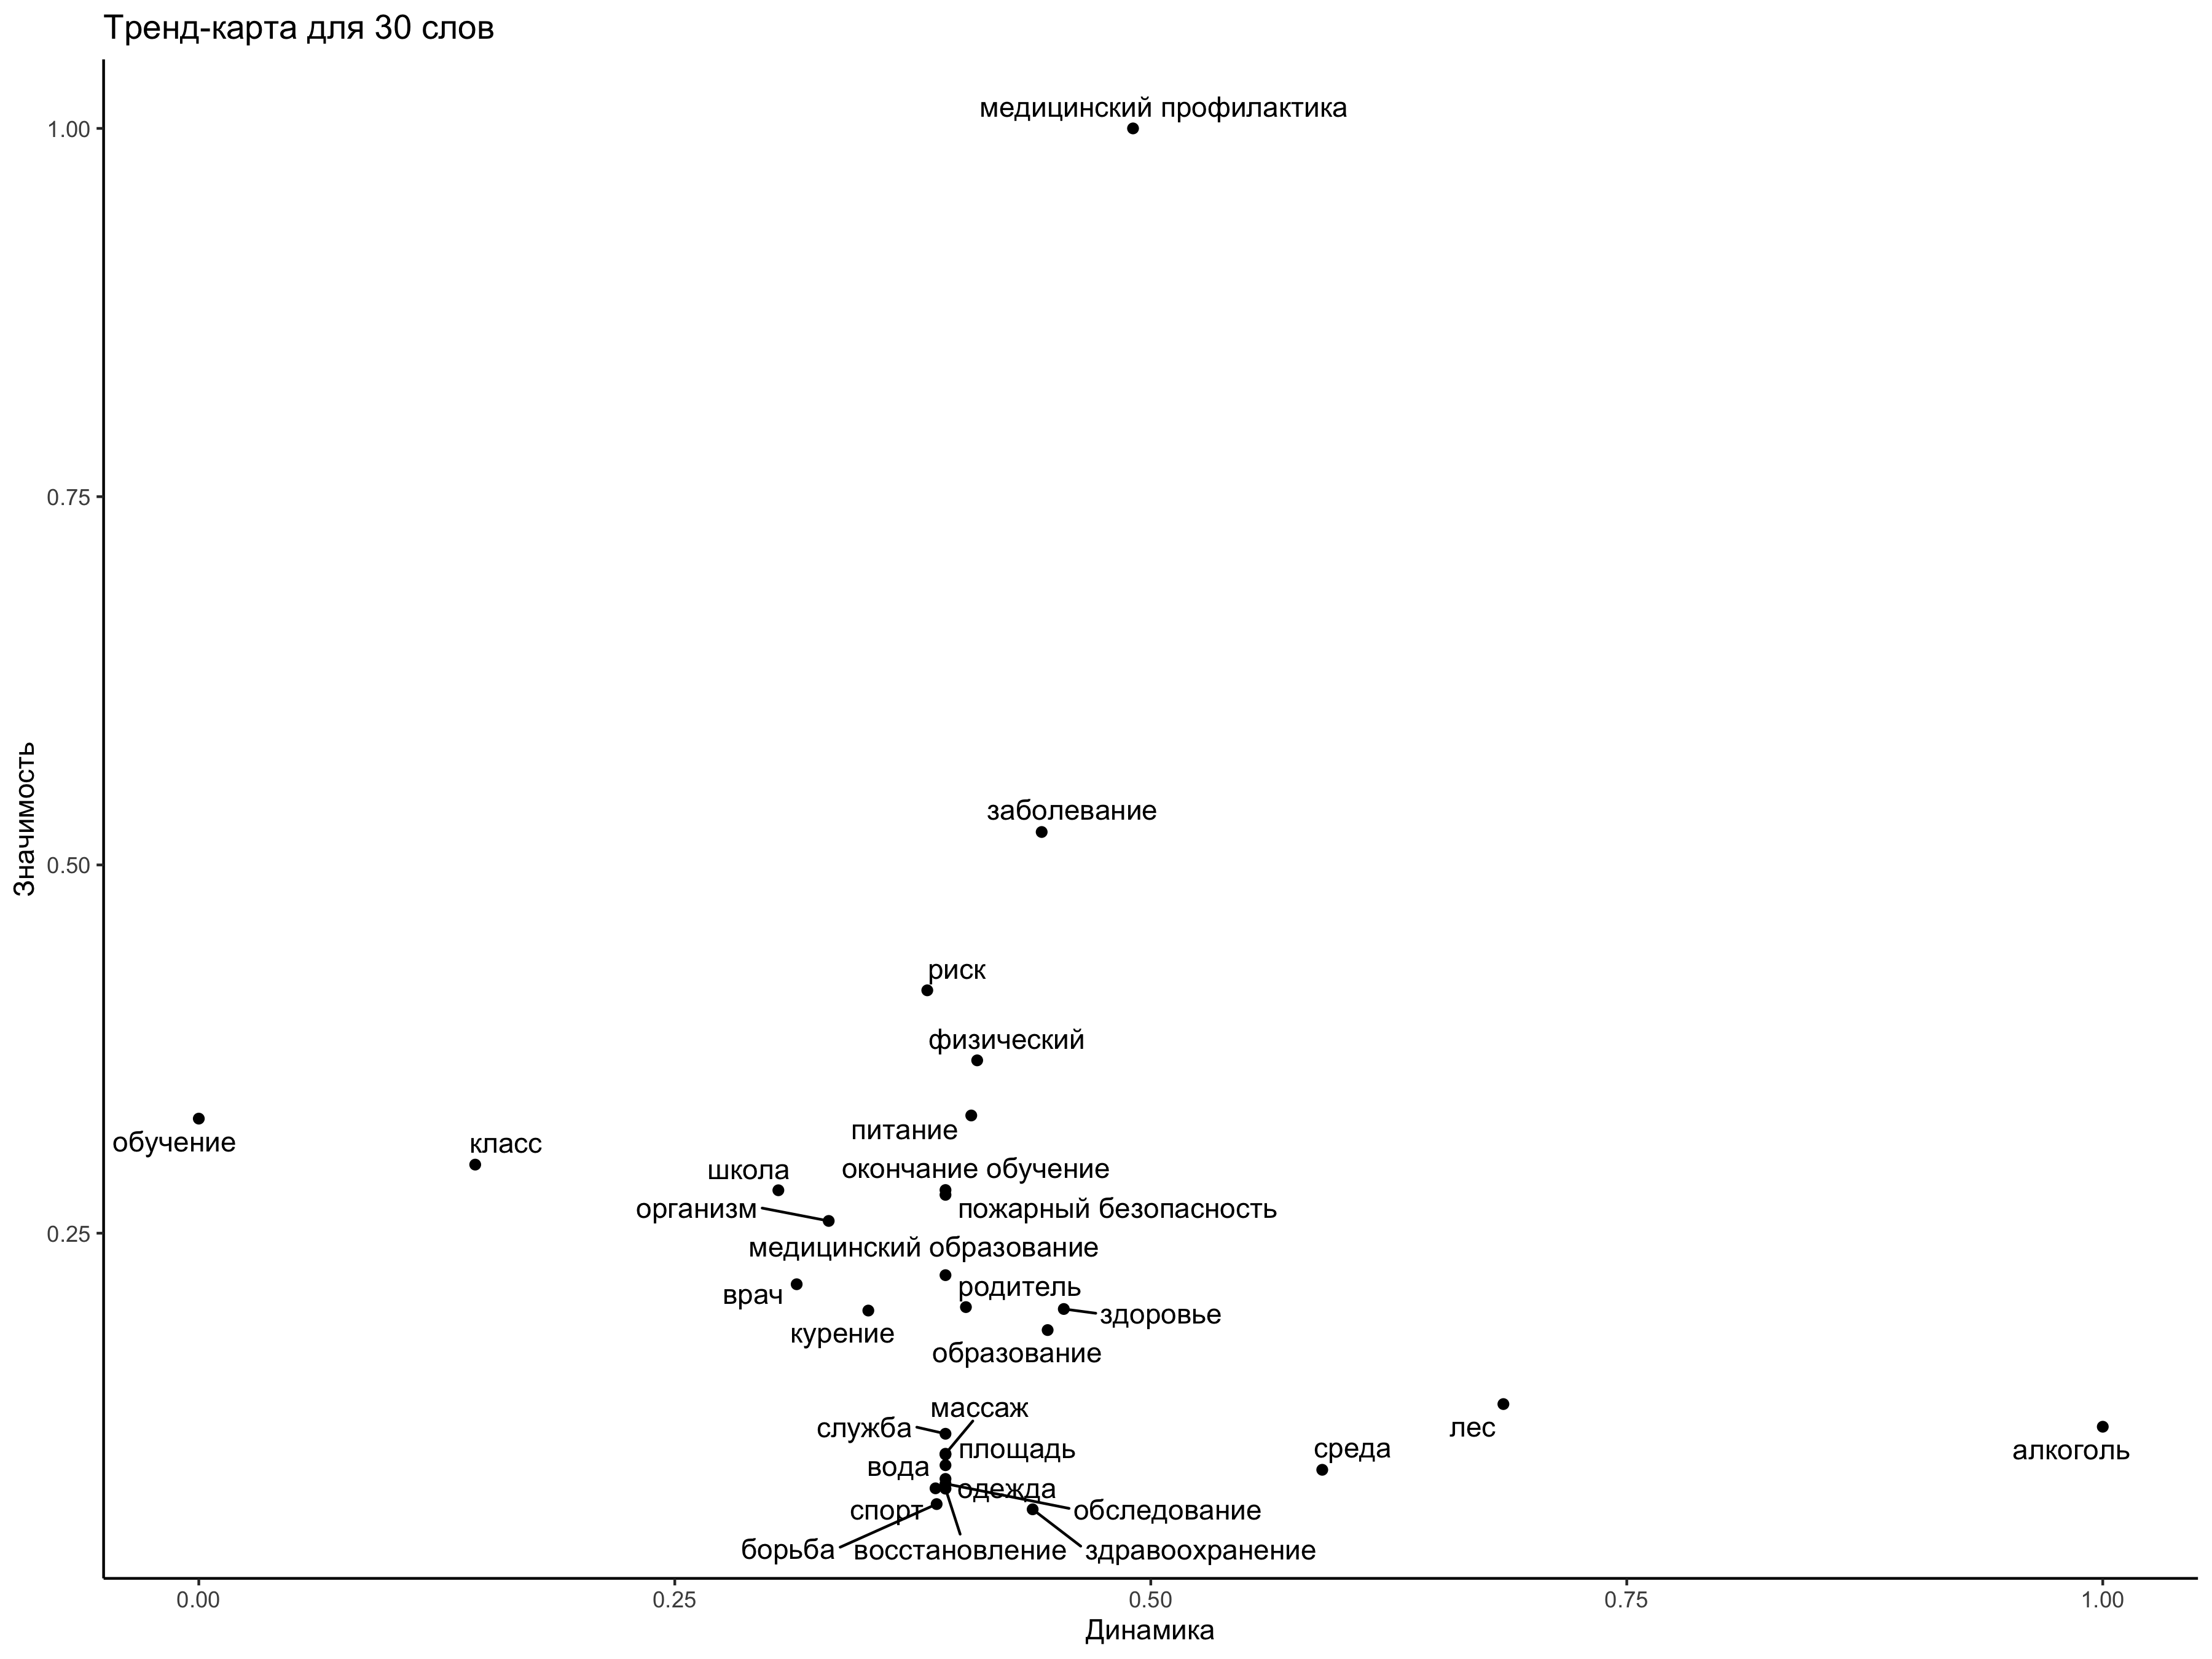 Тренд-карта для 30 слов
медицинский профилактика
1.00
0.75
заболевание
Значимость
0.50
риск
физический
питание
обучение
класс
школа
окончание обучение
организм
пожарный безопасность
0.25
медицинский образование
врач
родитель
здоровье
курение
образование
массаж
служба
лес
площадь
среда
алкоголь
вода
одежда
спорт
обследование
борьба
восстановление
здравоохранение
0.00
0.25
0.50
0.75
1.00
Динамика